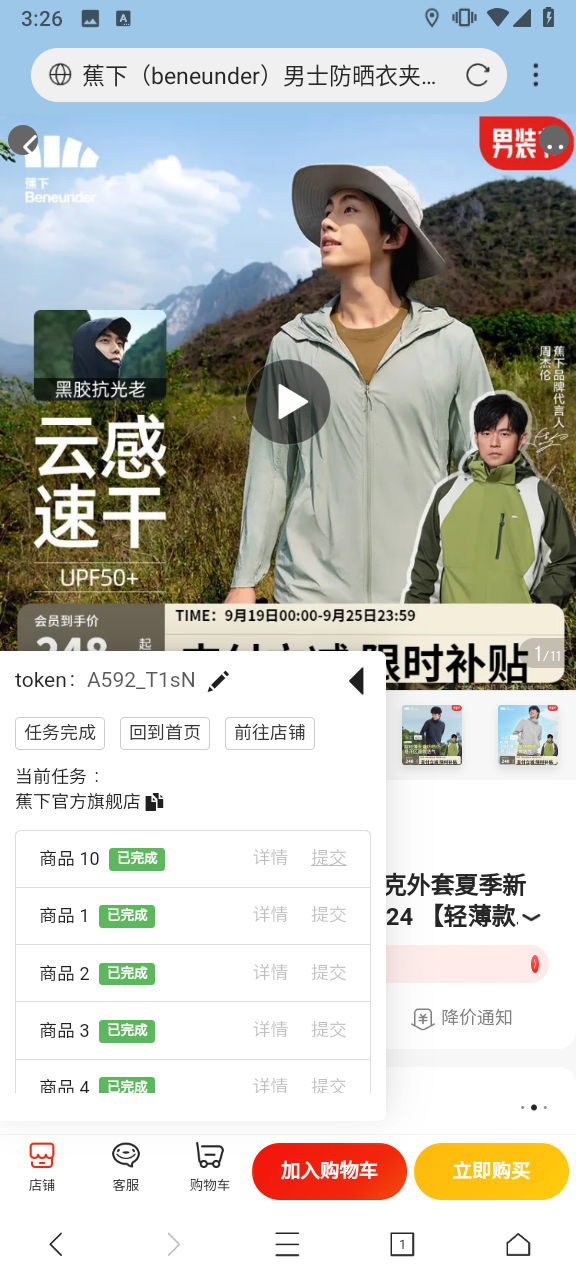 3:26
蕉下（beneunder）男士防晒衣夹...
男装
蕉下
Beneunder
黑胶抗光老
云感
速干
UPF50+
蕉下品牌代言人
周杰伦
会员到手价
TIME：9月19日00:00-9月25日23:59
248
起
限时补贴
1/11
token：A592_T1sN
任务完成
回到首页
前往店铺
当前任务：
蕉下官方旗舰店
商品 10 已完成 详情 提交
商品 1 已完成 详情 提交
商品 2 已完成 详情 提交
商品 3 已完成 详情 提交
商品 4 已完成 详情 提交
克外套夏季新
24 【轻薄款
降价通知
店铺
客服
购物车
加入购物车
立即购买
1